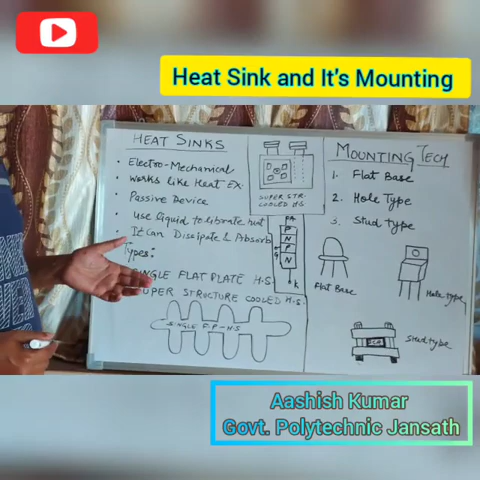 Heat Sink and It's Mounting
HEAT SINKS
• Electro-Mechanical
• Works like Heat EX.
• Passive Device
• Use liquid to librate heat
• It Can Dissipate & Absorb
Types:
SINGLE FLAT PLATE H.S.
SUPER STRUCTURE COOLED H.S.
SINGLE F-P-H-S
SUPER STR.
COOLED H.S
P
N
P
N
G
K
MOUNTING TECH
1. Flat Base
2. Hole Type
3. Stud type
Flat Base
Hole type
Stud type
Aashish Kumar
Govt. Polytechnic Jansath